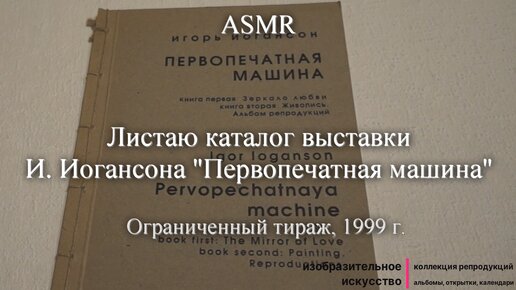 ASMR
игорь иогансон
ПЕРВОПЕЧАТНАЯ
МАШИНА
книга первая. Зеркало любви
книга вторая. Живопись.
Альбом репродукций
Листаю каталог выставки
Igor Ioganson
И. Иогансона "Первопечатная машина"
Pervopechatnaya
machine
Ограниченный тираж, 1999 г.
book first: The Mirror of Love
book second: Painting.
изобразительное
искусство
коллекция репродукций
альбомы, открытки, календари